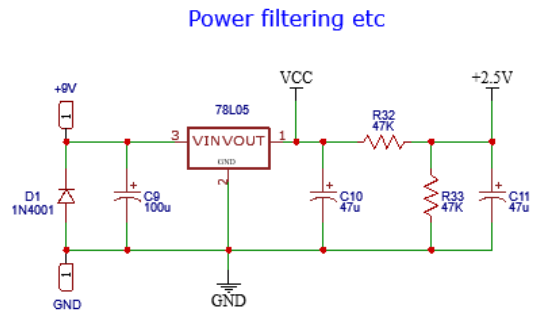 Power filtering etc
VCC
+2.5V
+9V
1
78L05
R32
47K
3
VINVOUT
1
GND
2
D1
1N4001
C9
100u
C10
47u
R33
47K
C11
47u
1
GND
GND